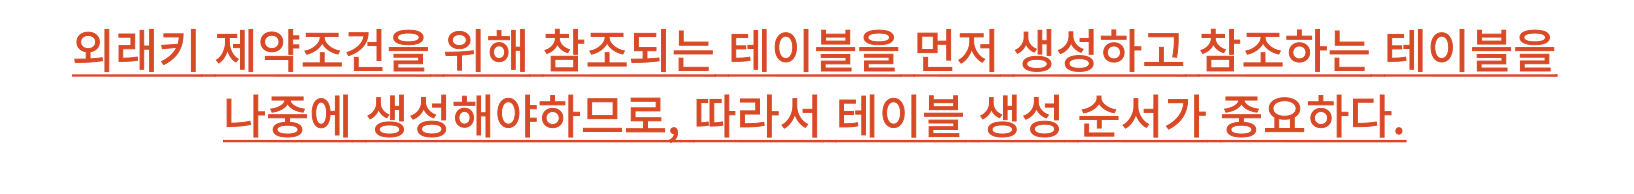 외래키 제약조건을 위해 참조되는 테이블을 먼저 생성하고 참조하는 테이블을
나중에 생성해야하므로, 따라서 테이블 생성 순서가 중요하다.